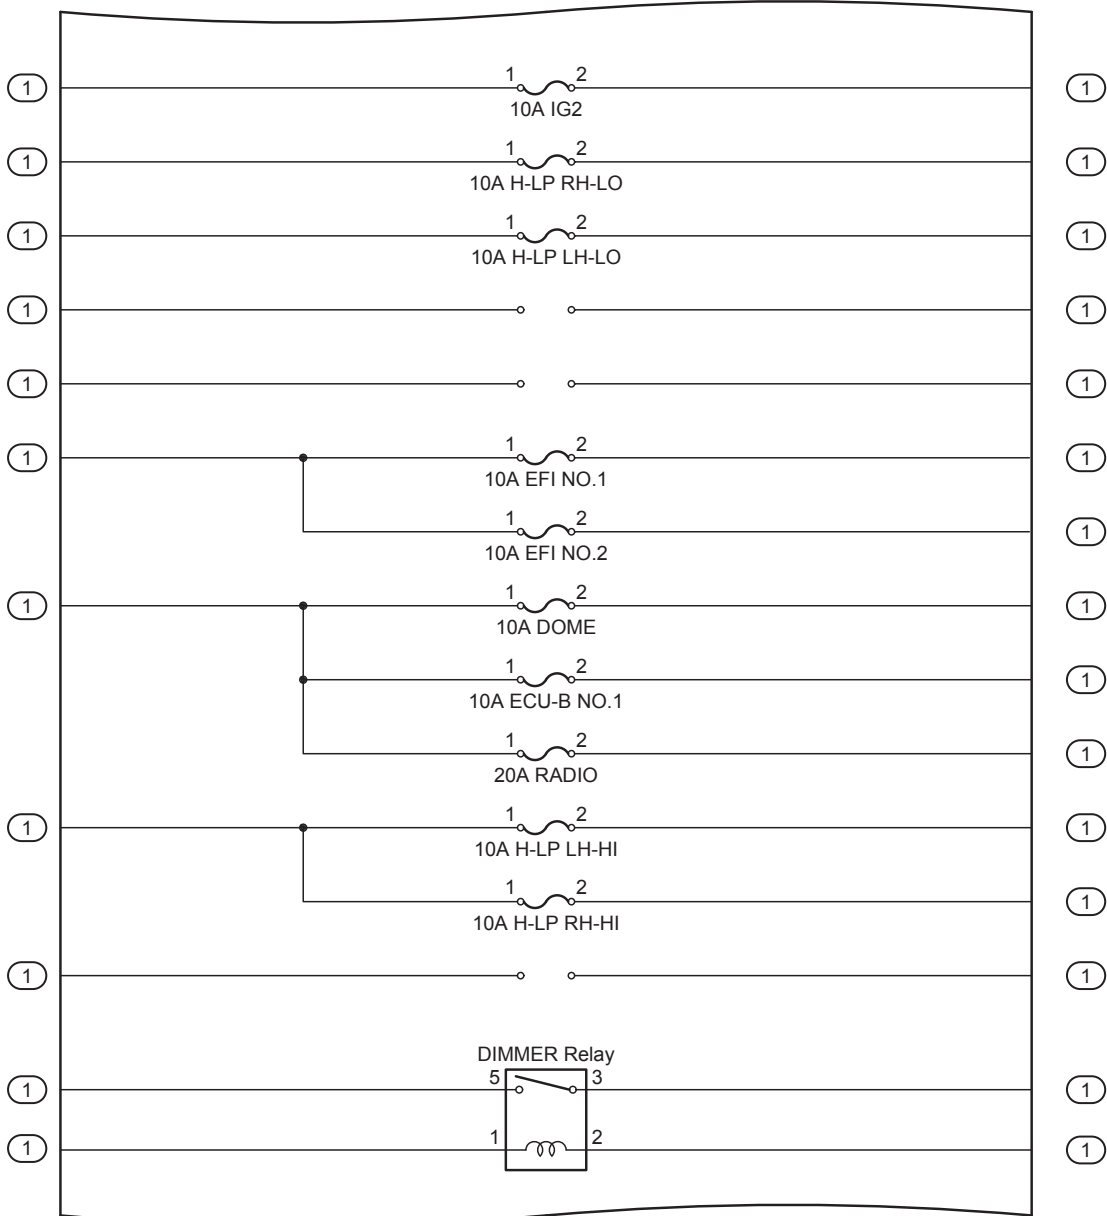 1 1 2 1
10A IG2
1 1 2 1
10A H-LP RH-LO
1 1 2 1
10A H-LP LH-LO
1 1
1 1
1 1 2 1
10A EFI NO.1
1 2 1
10A EFI NO.2
1 1 2 1
10A DOME
1 2 1
10A ECU-B NO.1
1 2 1
20A RADIO
1 1 2 1
10A H-LP LH-HI
1 2 1
10A H-LP RH-HI
1 1
DIMMER Relay
1 5 3 1
1 1 2 1